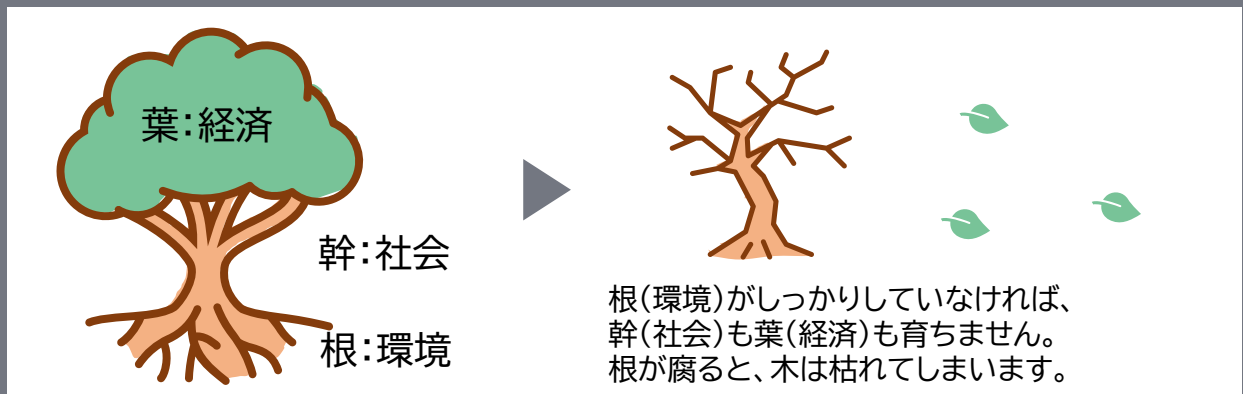 葉：経済
幹：社会
根：環境
根（環境）がしっかりしていなければ、
幹（社会）も葉（経済）も育ちません。
根が腐ると、木は枯れてしまいます。